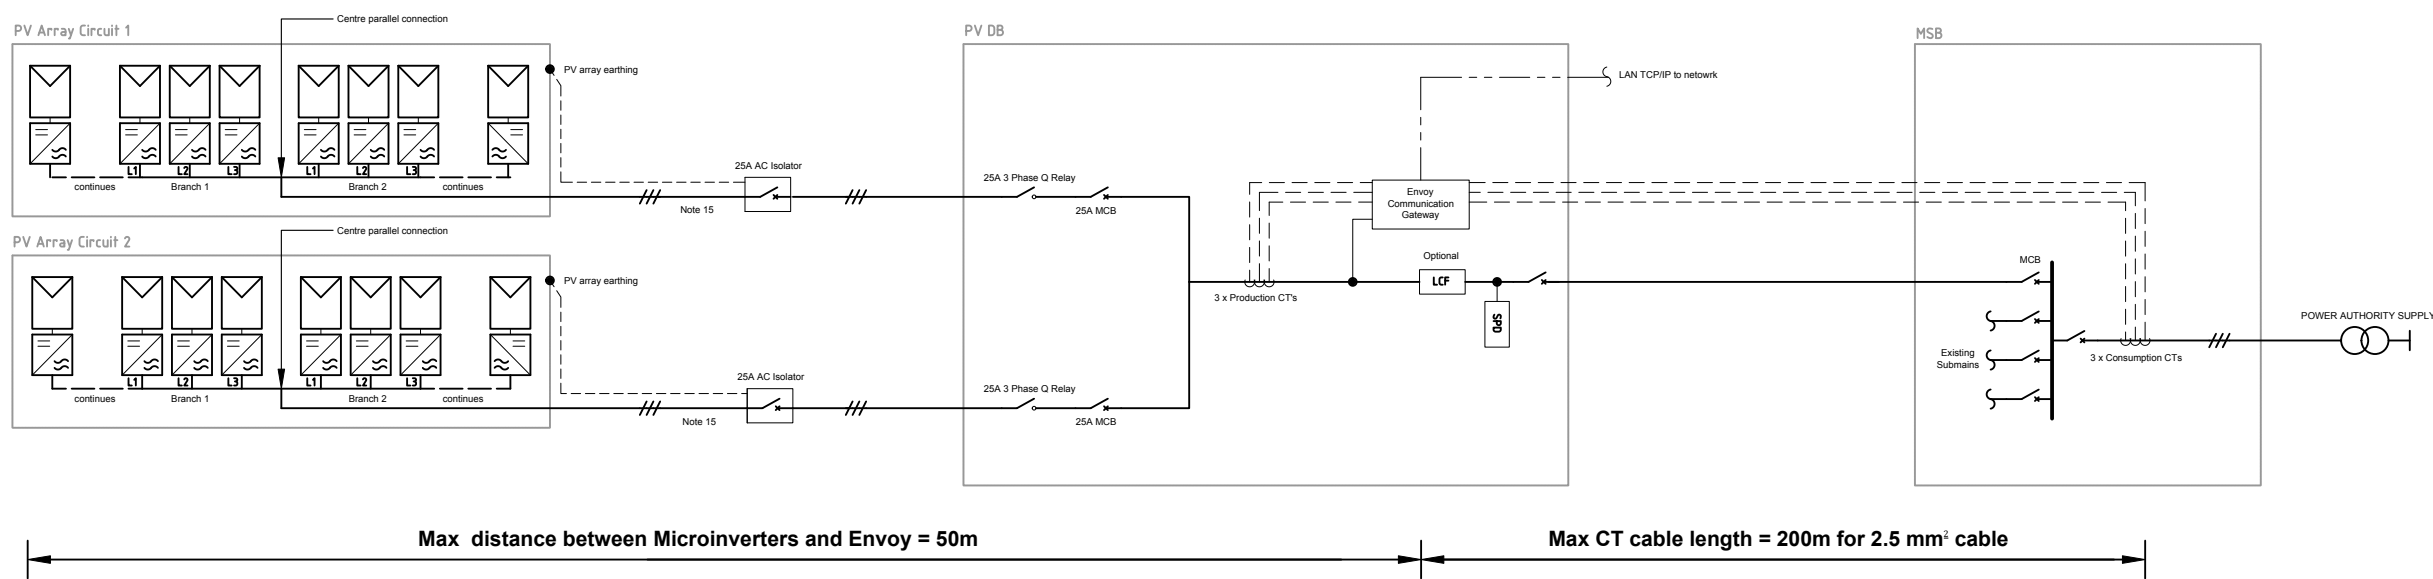 Centre parallel connection
PV Array Circuit 1
PV array earthing
L1
L2
L3
L1
L2
L3
continues
Branch 1
Branch 2
continues
Note 15
25A AC Isolator
Centre parallel connection
PV Array Circuit 2
PV array earthing
L1
L2
L3
L1
L2
L3
continues
Branch 1
Branch 2
continues
Note 15
25A AC Isolator
PV DB
LAN TCP/IP to netowrk
25A 3 Phase Q Relay
25A MCB
Envoy
Communication
Gateway
Optional
LCF
SPD
3 x Production CT's
25A 3 Phase Q Relay
25A MCB
MSB
MCB
Existing
Submains
3 x Consumption CTs
POWER AUTHORITY SUPPLY
Max distance between Microinverters and Envoy = 50m
Max CT cable length = 200m for 2.5 mm² cable